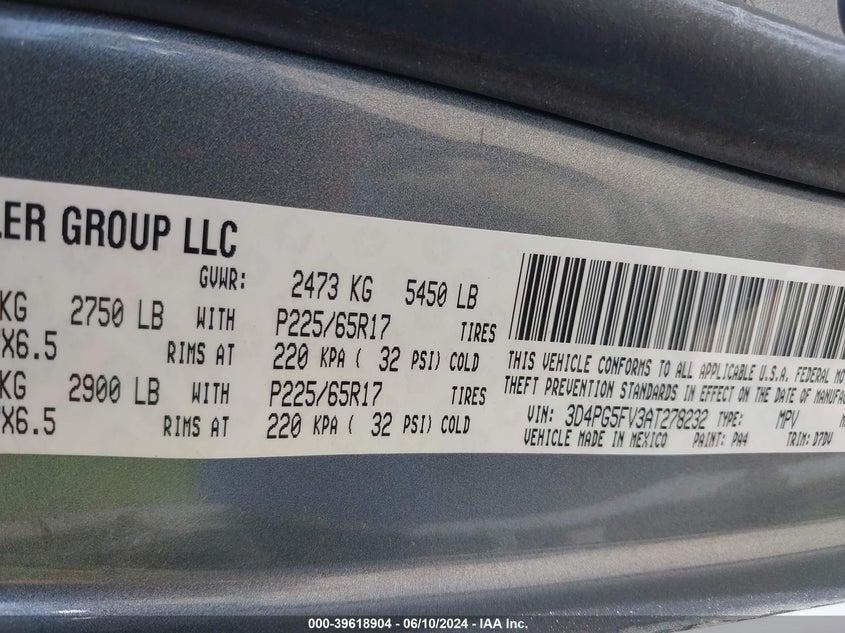 LER GROUP LLC
GVWR: 2473 KG 5450 LB
KG 2750 LB WITH P225/65R17 TIRES
X6.5 RIMS AT 220 KPA ( 32 PSI) COLD
KG 2900 LB WITH P225/65R17 TIRES
X6.5 RIMS AT 220 KPA ( 32 PSI) COLD
THIS VEHICLE CONFORMS TO ALL APPLICABLE U.S.A. FEDERAL MO
THEFT PREVENTION STANDARDS IN EFFECT ON THE DATE OF MANUFAC
VIN: 3D4PG5FV3AT278232 TYPE: MPV
VEHICLE MADE IN MEXICO PAINT: PA4 TRIM: D7DV
000-39618904 - 06/10/2024 - IAA Inc.